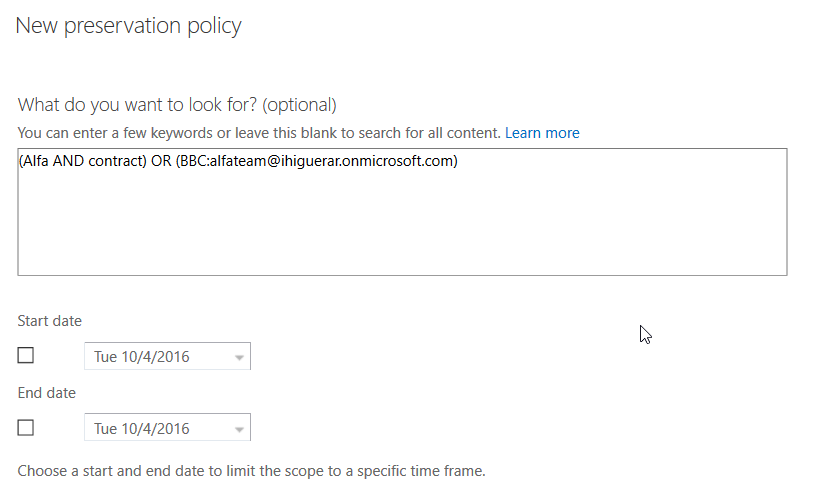 New preservation policy
What do you want to look for? (optional)
You can enter a few keywords or leave this blank to search for all content. Learn more
(Alfa AND contract) OR (BBC:alfateam@ihiguerar.onmicrosoft.com)
Start date
Tue 10/4/2016
End date
Tue 10/4/2016
Choose a start and end date to limit the scope to a specific time frame.